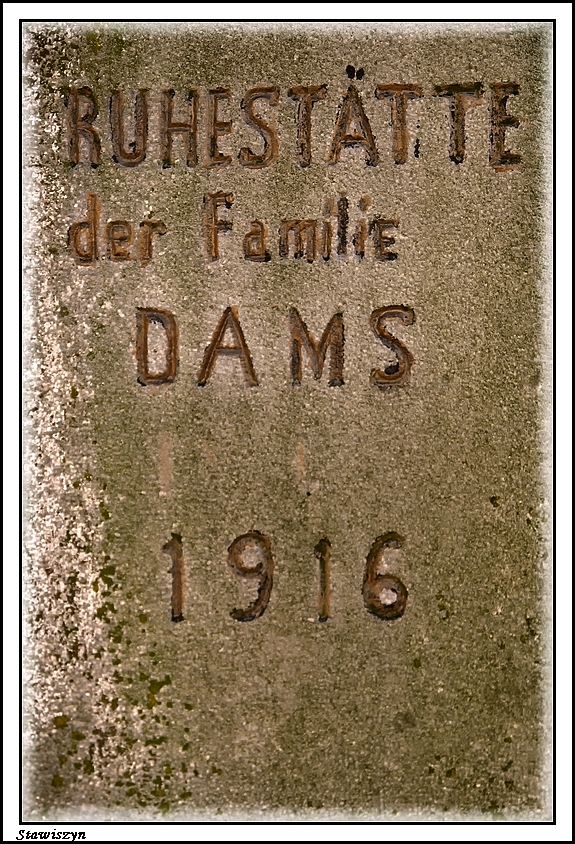 RUHESTÄTTE
der Familie
DAMS
1916
Stawiszyn